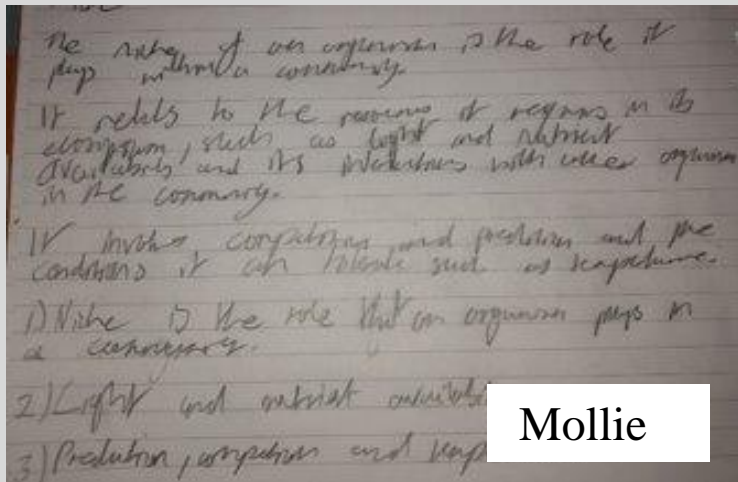 The niche of an organism is the role it
plays within a community.
It relates to the resources it requires in its
ecosystem, such as light and nutrient
availability and its interactions with other organisms
in the community.
It involves competition and predation and the
conditions it can tolerate such as temperature.
1) Niche is the role that an organism plays in
a community.
2) Light and nutrient
3) Predation, competition and
Mollie